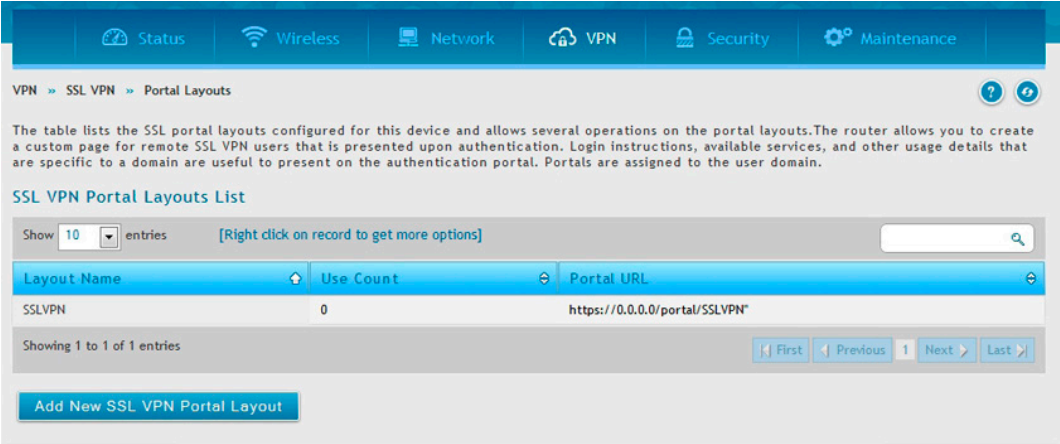 Status Wireless Network VPN Security Maintenance
VPN » SSL VPN » Portal Layouts
The table lists the SSL portal layouts configured for this device and allows several operations on the portal layouts.The router allows you to create
a custom page for remote SSL VPN users that is presented upon authentication. Login instructions, available services, and other usage details that
are specific to a domain are useful to present on the authentication portal. Portals are assigned to the user domain.
SSL VPN Portal Layouts List
Show 10 entries [Right click on record to get more options]
Layout Name Use Count Portal URL
SSLVPN 0 https://0.0.0.0/portal/SSLVPN"
Showing 1 to 1 of 1 entries First Previous 1 Next Last
Add New SSL VPN Portal Layout